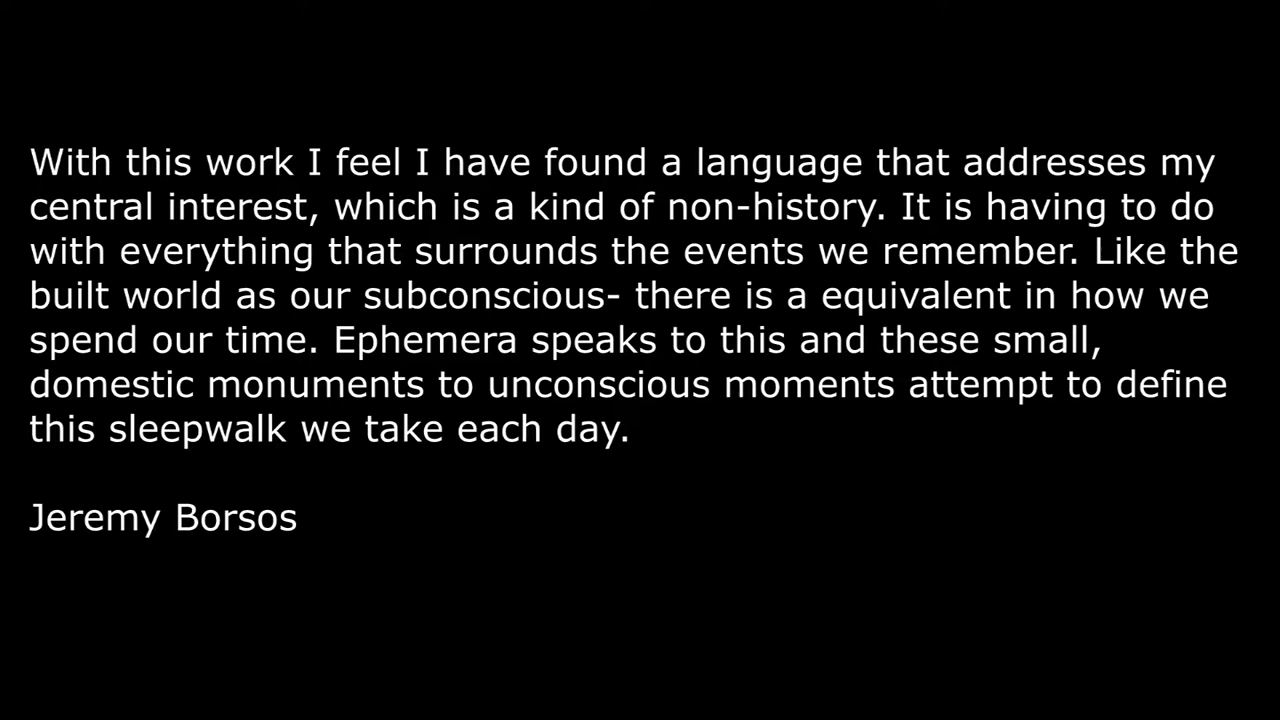 With this work I feel I have found a language that addresses my
central interest, which is a kind of non-history. It is having to do
with everything that surrounds the events we remember. Like the
built world as our subconscious- there is a equivalent in how we
spend our time. Ephemera speaks to this and these small,
domestic monuments to unconscious moments attempt to define
this sleepwalk we take each day.
Jeremy Borsos